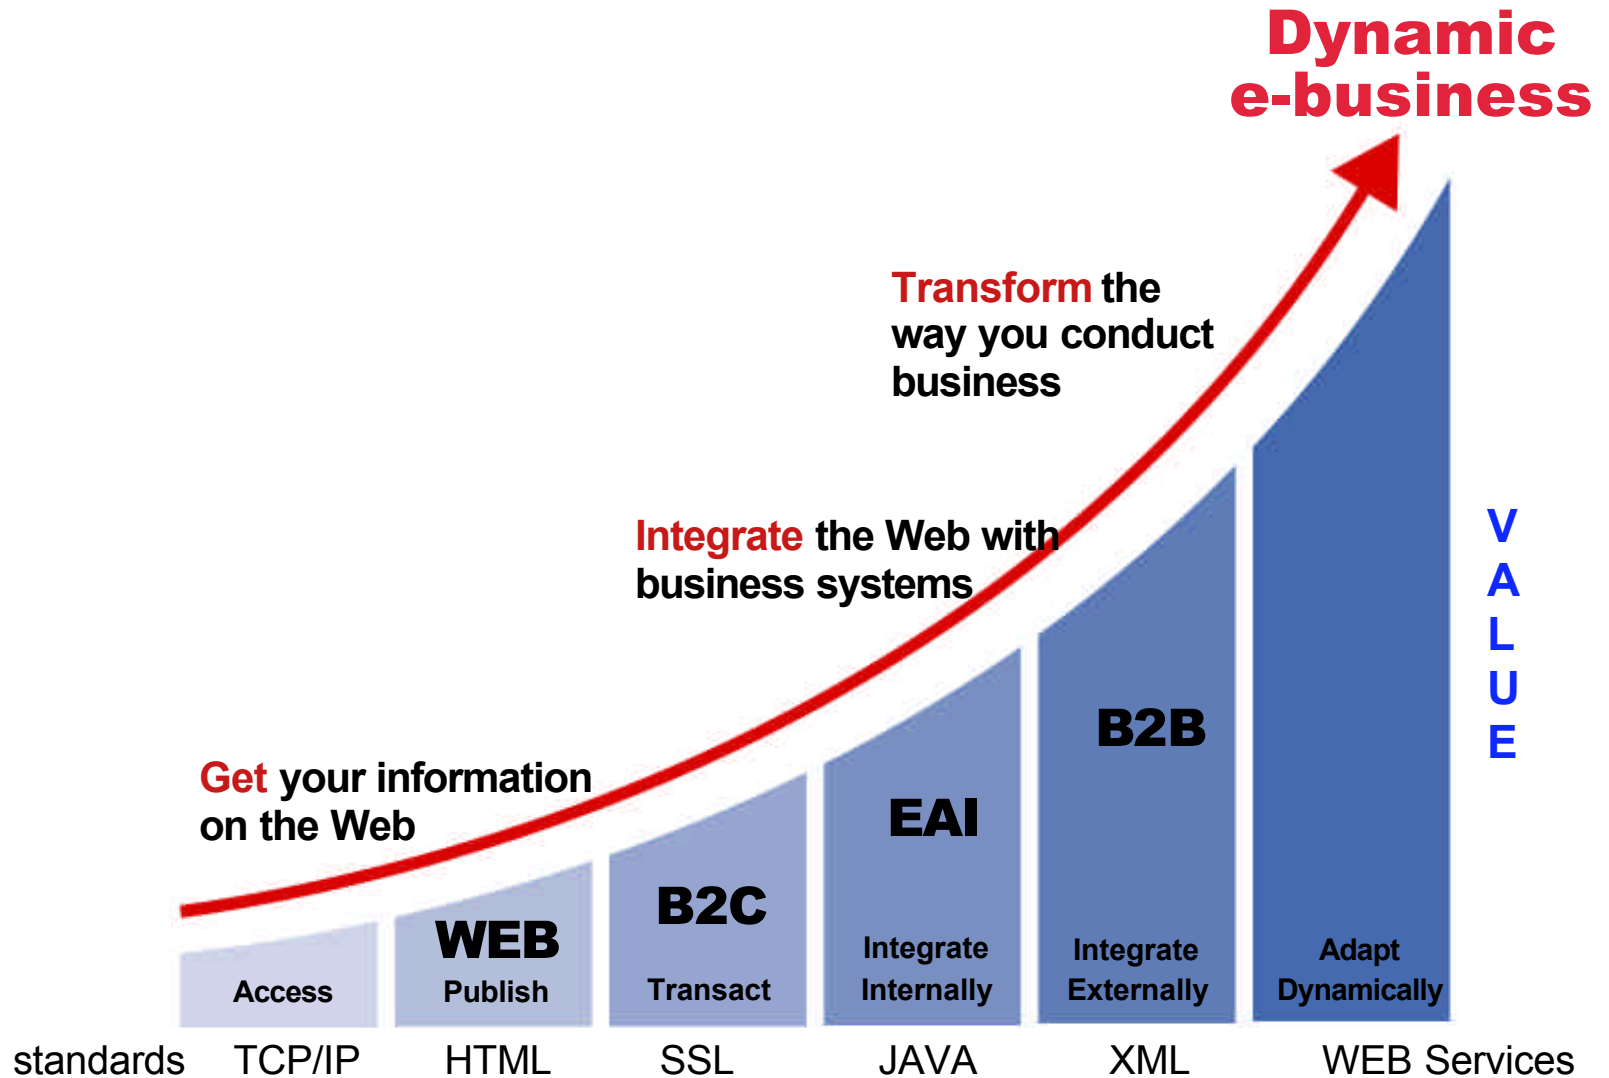 Dynamic
e-business
Transform the
way you conduct
business
Integrate the Web with
business systems
Get your information
on the Web
V
A
L
U
E
Access
WEB
Publish
B2C
Transact
EAI
Integrate
Internally
B2B
Integrate
Externally
Adapt
Dynamically
standards TCP/IP HTML SSL JAVA XML WEB Services